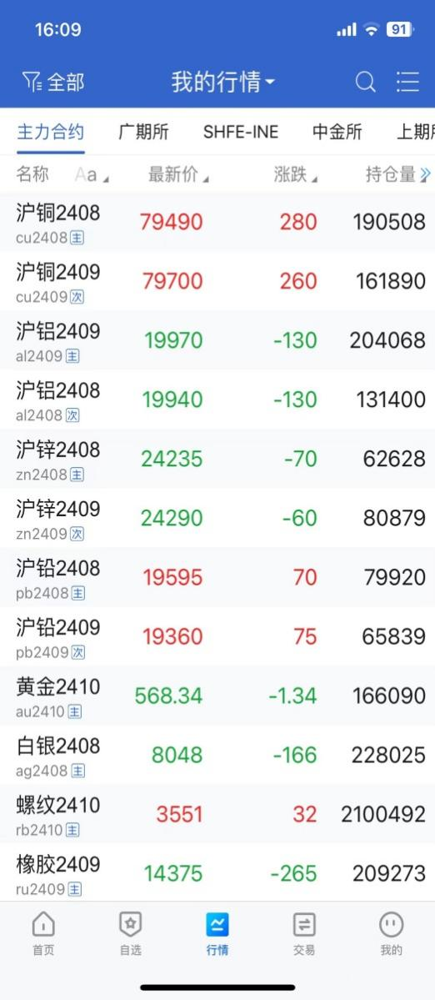 16:09
91
全部
我的行情
主力合约 广期所 SHFE-INE 中金所 上期所
名称 Aa 最新价 涨跌 持仓量
沪铜2408 79490 280 190508
cu2408 主
沪铜2409 79700 260 161890
cu2409 次
沪铝2409 19970 -130 204068
al2409 主
沪铝2408 19940 -130 131400
al2408 次
沪锌2408 24235 -70 62628
zn2408 主
沪锌2409 24290 -60 80879
zn2409 次
沪铅2408 19595 70 79920
pb2408 主
沪铅2409 19360 75 65839
pb2409 次
黄金2410 568.34 -1.34 166090
au2410 主
白银2408 8048 -166 228025
ag2408 主
螺纹2410 3551 32 2100492
rb2410 主
橡胶2409 14375 -265 209273
ru2409 主
首页 自选 行情 交易 我的